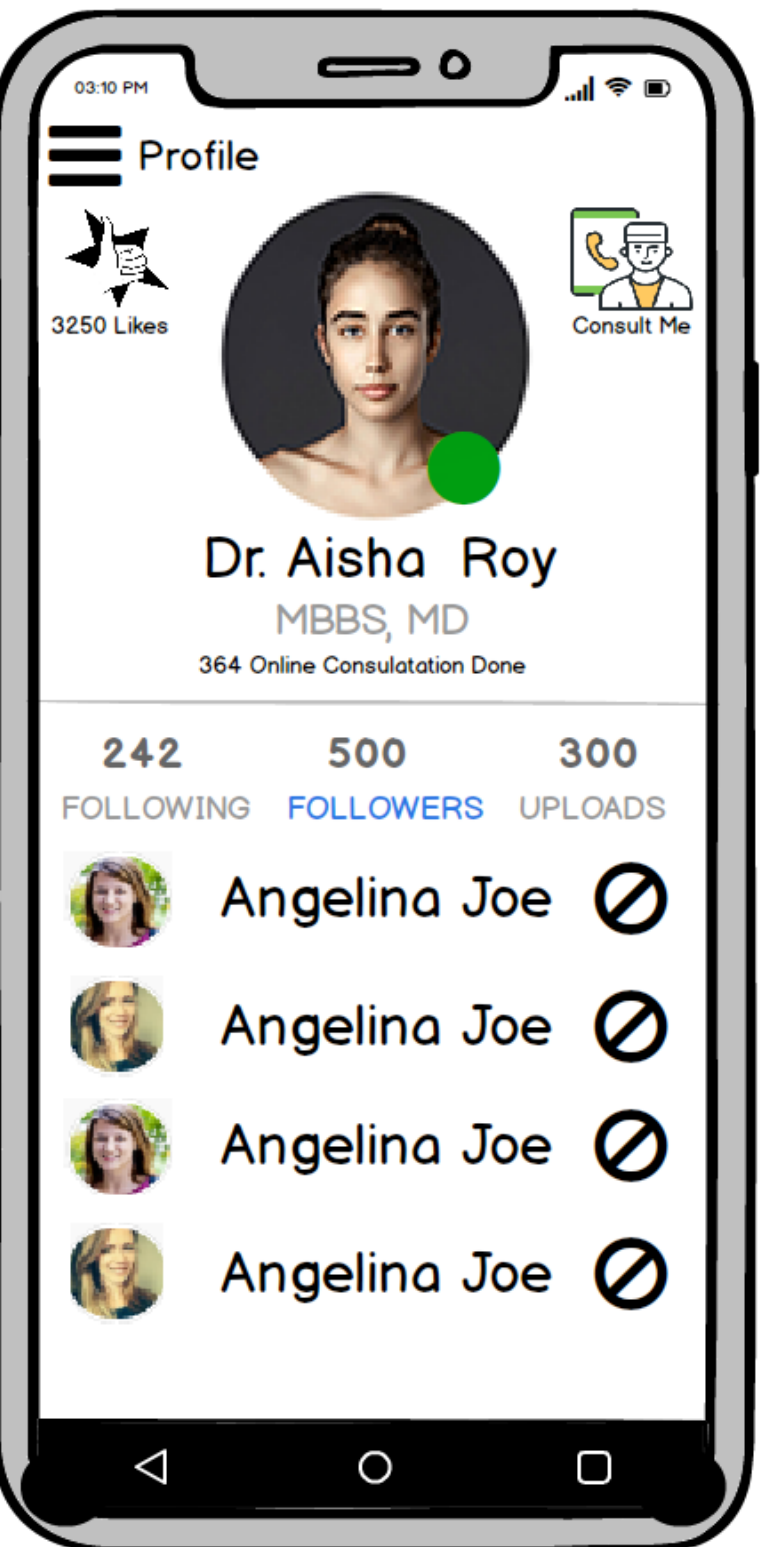 03:10 PM
Profile
3250 Likes
Consult Me
Dr. Aisha Roy
MBBS, MD
364 Online Consulatation Done
242 500 300
FOLLOWING FOLLOWERS UPLOADS
Angelina Joe
Angelina Joe
Angelina Joe
Angelina Joe